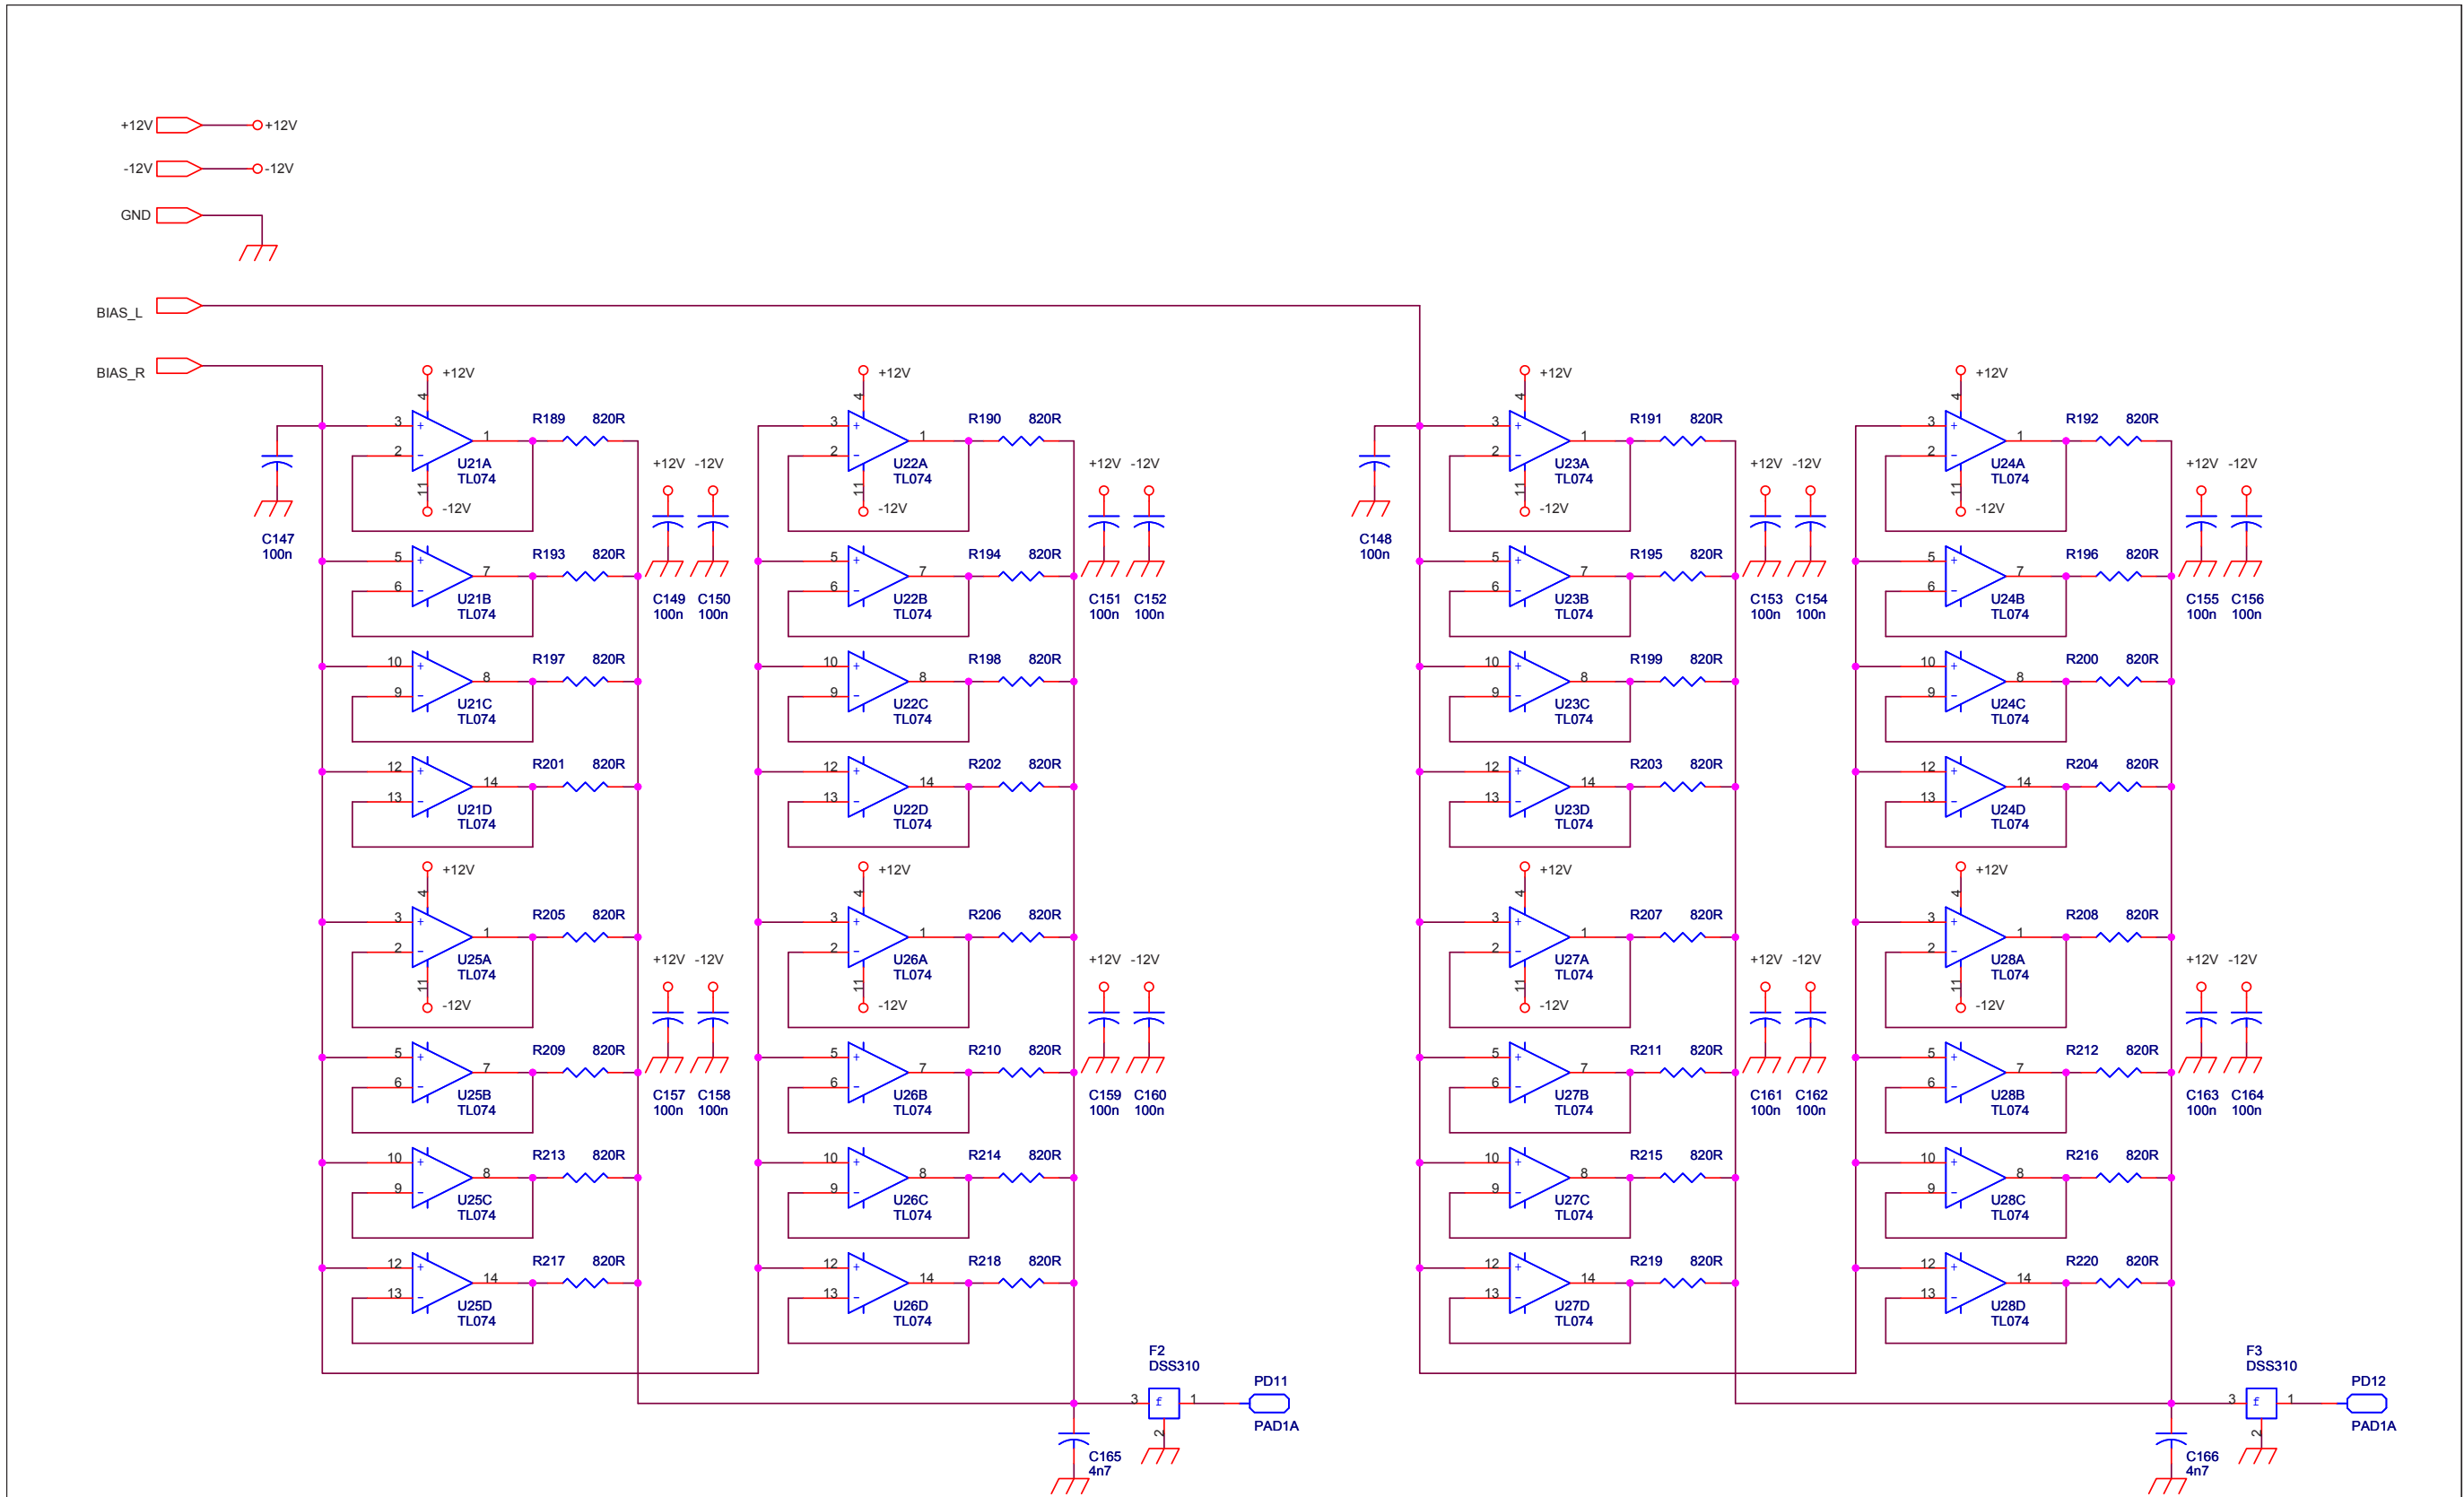 +12V +12V
-12V -12V
GND
BIAS_L
BIAS_R
+12V +12V +12V +12V
4 4 4 4
R189 820R R190 820R R191 820R R192 820R
3 + 1 3 + 1 3 + 1 3 + 1
2 - 2 - 2 - 2 -
U21A U22A U23A U24A
+12V -12V +12V -12V +12V -12V +12V -12V
TL074 TL074 TL074 TL074
11 11 11 11
-12V -12V -12V -12V
C147 C148
100n 100n
R193 820R R194 820R R195 820R R196 820R
5 + 7 5 + 7 5 + 7 5 + 7
6 - 6 - 6 - 6 -
U21B C149 C150 U22B C151 C152 U23B C153 C154 U24B C155 C156
TL074 100n 100n TL074 100n 100n TL074 100n 100n TL074 100n 100n
R197 820R R198 820R R199 820R R200 820R
10 + 8 10 + 8 10 + 8 10 + 8
9 - 9 - 9 - 9 -
U21C U22C U23C U24C
TL074 TL074 TL074 TL074
R201 820R R202 820R R203 820R R204 820R
12 + 14 12 + 14 12 + 14 12 + 14
13 - 13 - 13 - 13 -
U21D U22D U23D U24D
TL074 TL074 TL074 TL074
+12V +12V +12V +12V
4 4 4 4
R205 820R R206 820R R207 820R R208 820R
3 + 1 3 + 1 3 + 1 3 + 1
2 - 2 - 2 - 2 -
U25A +12V -12V U26A +12V -12V U27A +12V -12V U28A +12V -12V
TL074 TL074 TL074 TL074
11 11 11 11
-12V -12V -12V -12V
R209 820R R210 820R R211 820R R212 820R
5 + 7 5 + 7 5 + 7 5 + 7
6 - 6 - 6 - 6 -
U25B C157 C158 U26B C159 C160 U27B C161 C162 U28B C163 C164
TL074 100n 100n TL074 100n 100n TL074 100n 100n TL074 100n 100n
R213 820R R214 820R R215 820R R216 820R
10 + 8 10 + 8 10 + 8 10 + 8
9 - 9 - 9 - 9 -
U25C U26C U27C U28C
TL074 TL074 TL074 TL074
R217 820R R218 820R R219 820R R220 820R
12 + 14 12 + 14 12 + 14 12 + 14
13 - 13 - 13 - 13 -
U25D U26D U27D U28D
TL074 TL074 TL074 TL074
F2 F3
DSS310 DSS310
PD11 PD12
3 f 1 3 f 1
PAD1A PAD1A
2 2
C165 C166
4n7 4n7